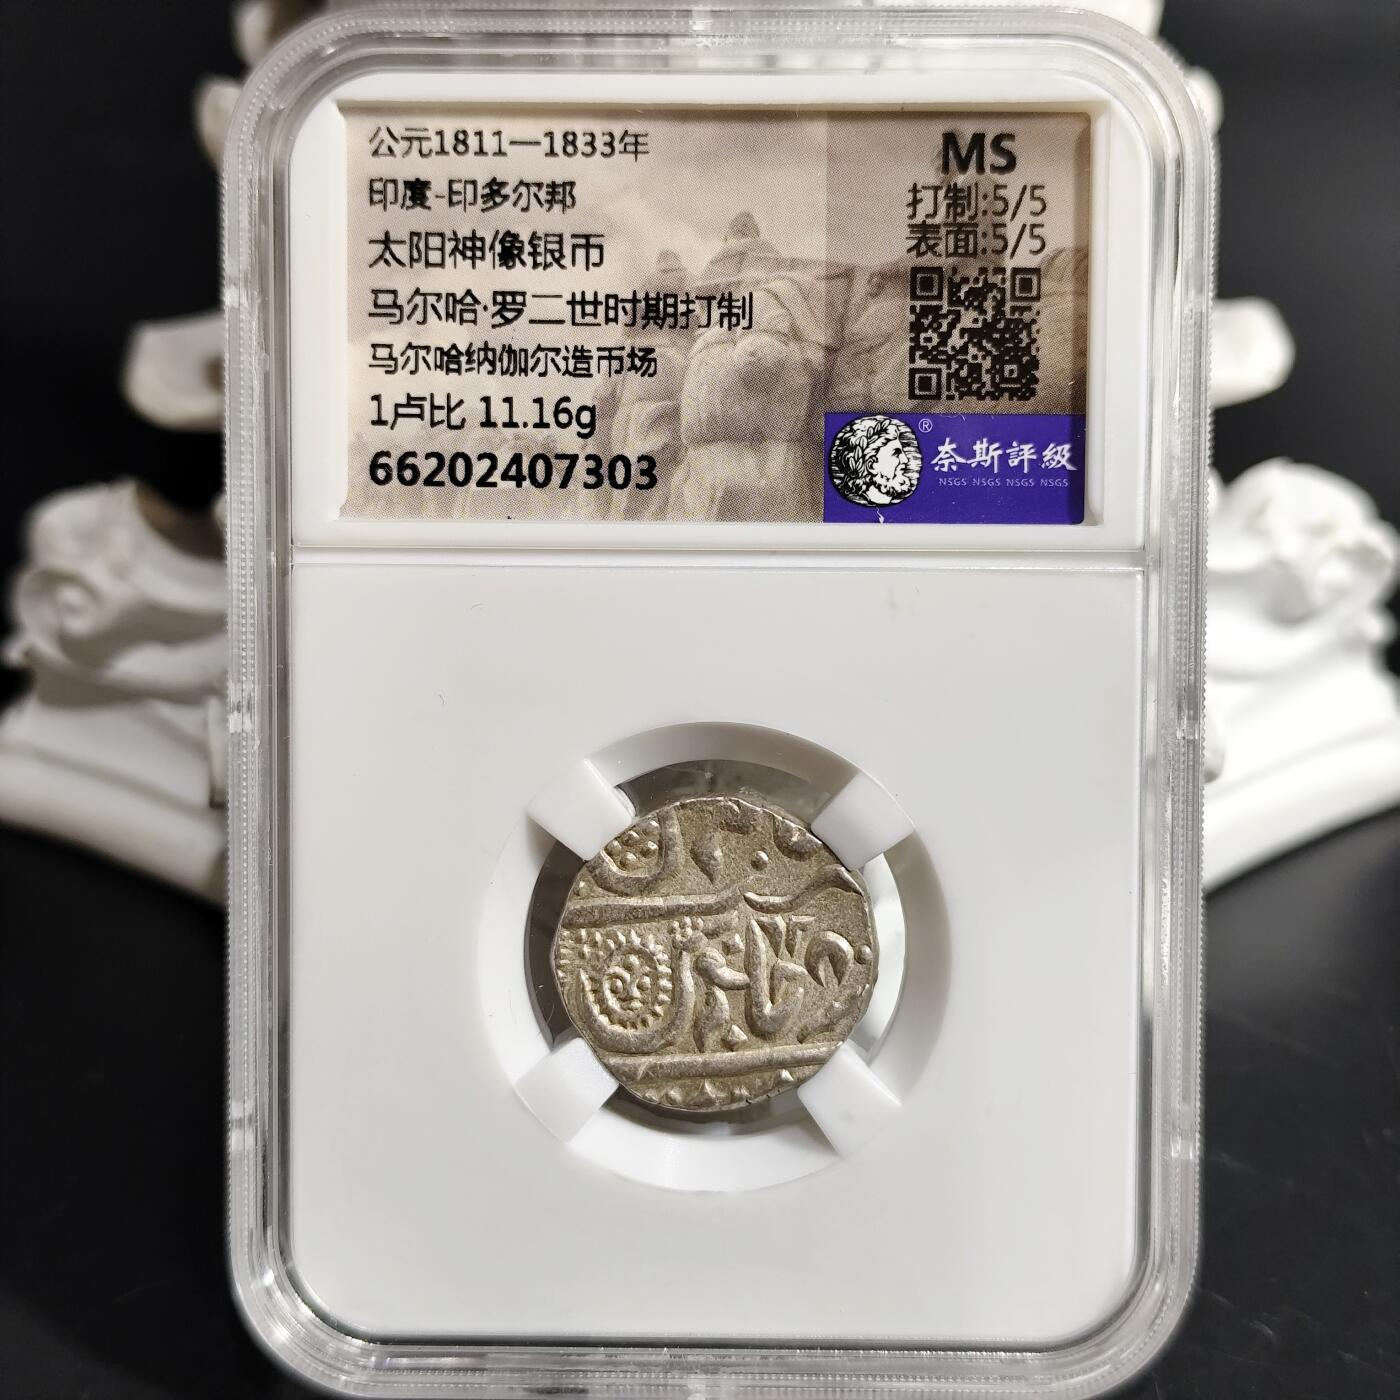 公元1811—1833年
印度-印多尔邦
太阳神像银币
马尔哈·罗二世时期打制
马尔哈纳伽尔造币场
1卢比 11.16g
66202407303
MS
打制:5/5
表面:5/5
®
奈斯評級
NSGS NSGS NSGS NSGS